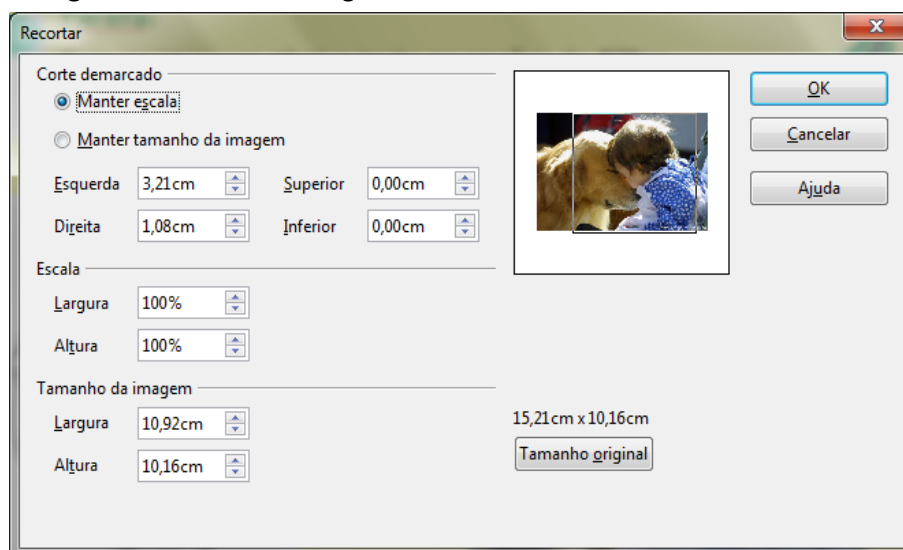 Recortar
Corte demarcado
Manter escala
Manter tamanho da imagem
Esquerda 3,21cm Superior 0,00cm
Direita 1,08cm Inferior 0,00cm
Escala
Largura 100%
Altura 100%
Tamanho da imagem
Largura 10,92cm
Altura 10,16cm
15,21cm x 10,16cm
Tamanho original
OK
Cancelar
Ajuda